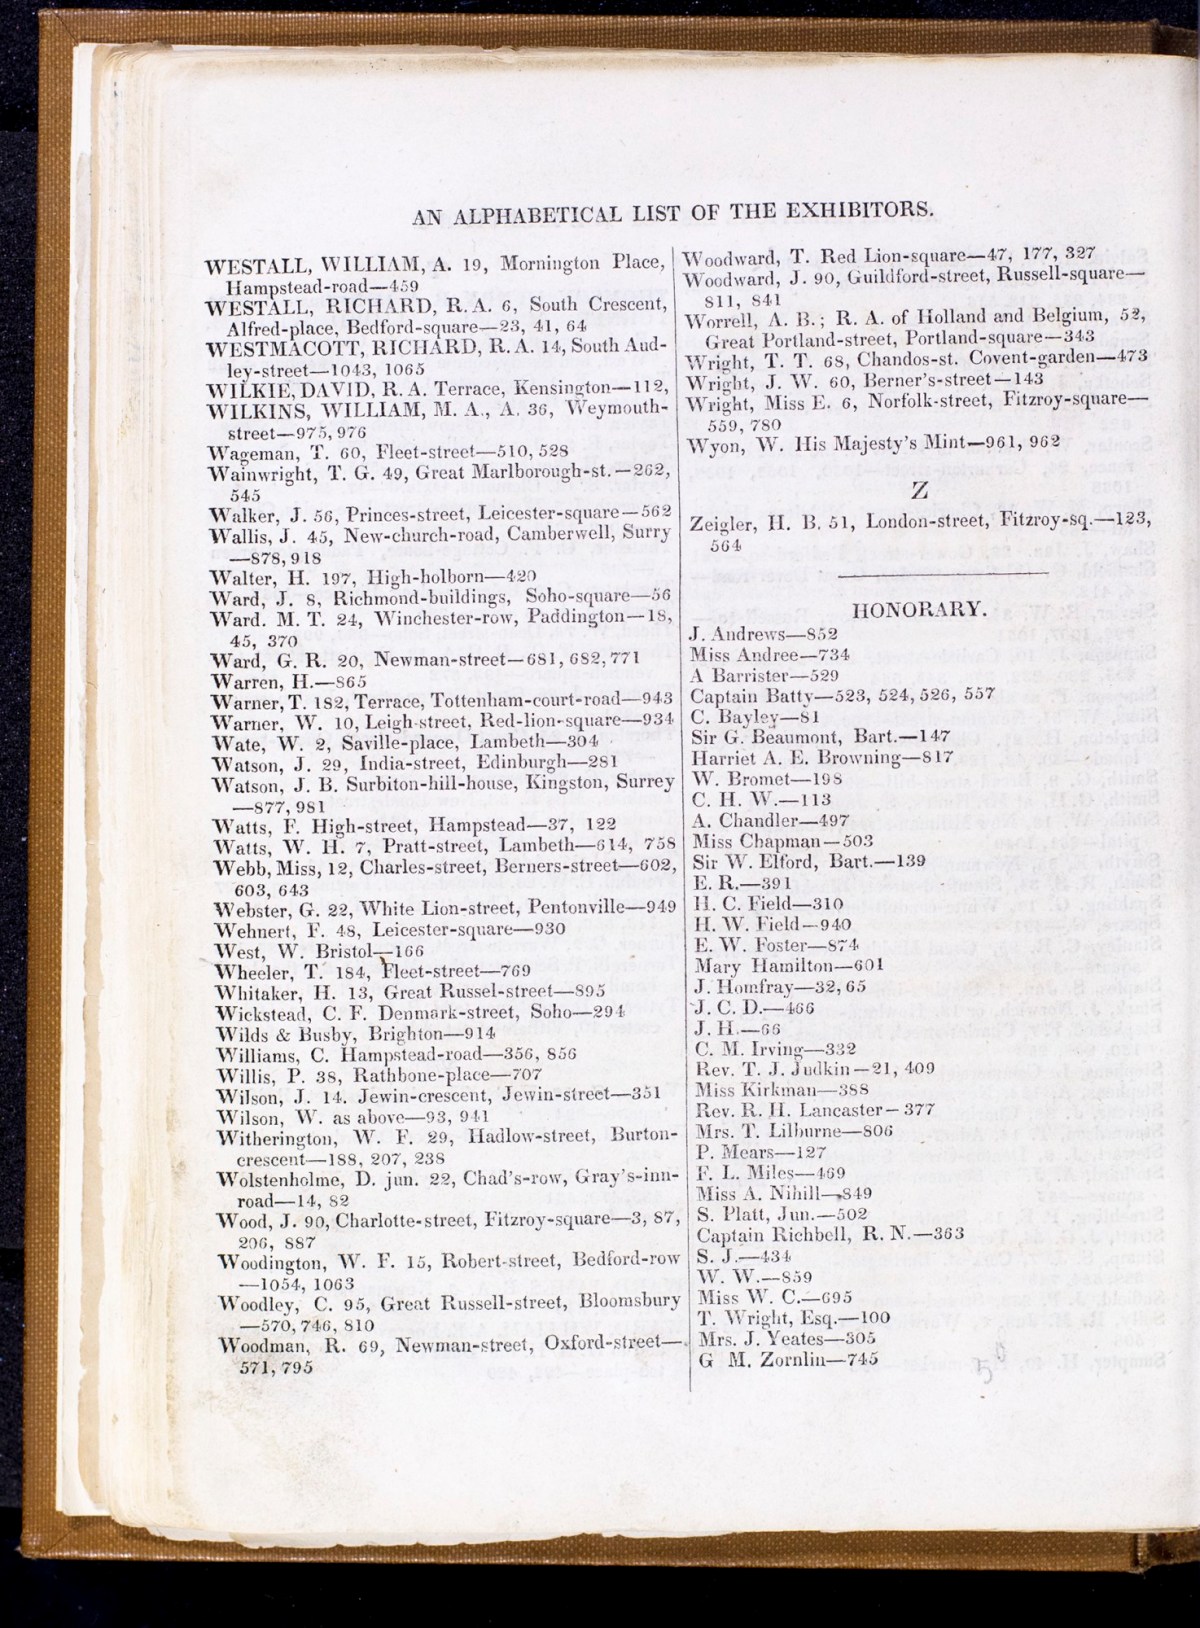 AN ALPHABETICAL LIST OF THE EXHIBITORS.
WESTALL, WILLIAM, A. 19, Mornington Place,
Hampstead-road—459
WESTALL, RICHARD, R. A. 6, South Crescent,
Alfred-place, Bedford-square—23, 41, 64
WESTMACOTT, RICHARD, R. A. 14, South Aud-
ley-street—1043, 1065
WILKIE, DAVID, R. A. Terrace, Kensington—112,
WILKINS, WILLIAM, M. A., A. 36, Weymouth-
street—975, 976
Wageman, T. 60, Fleet-street—510, 528
Wainwright, T. G. 49, Great Marlborough-st.—262,
545
Walker, J. 56, Princes-street, Leicester-square—562
Wallis, J. 45, New-church-road, Camberwell, Surry
—878, 918
Walter, H. 197, High-holborn—420
Ward, J. 8, Richmond-buildings, Soho-square—56
Ward. M. T. 24, Winchester-row, Paddington—18,
45, 370
Ward, G. R. 20, Newman-street—681, 682, 771
Warren, H.—865
Warner, T. 182, Terrace, Tottenham-court-road—943
Warner, W. 10, Leigh-street, Red-lion-square—934
Wate, W. 2, Saville-place, Lambeth—304
Watson, J. 29, India-street, Edinburgh—281
Watson, J. B. Surbiton-hill-house, Kingston, Surrey
—877, 981
Watts, F. High-street, Hampstead—37, 122
Watts, W. H. 7, Pratt-street, Lambeth—614, 758
Webb, Miss, 12, Charles-street, Berners-street—602,
603, 643
Webster, G. 22, White Lion-street, Pentonville—949
Wehnert, F. 48, Leicester-square—930
West, W. Bristol—166
Wheeler, T. 184, Fleet-street—769
Whitaker, H. 13, Great Russel-street—895
Wickstead, C. F. Denmark-street, Soho—294
Wilds & Busby, Brighton—914
Williams, C. Hampstead-road—356, 856
Willis, P. 38, Rathbone-place—707
Wilson, J. 14. Jewin-crescent, Jewin-street—351
Wilson, W. as above—93, 941
Witherington, W. F. 29, Hadlow-street, Burton-
crescent—188, 207, 238
Wolstenholme, D. jun. 22, Chad's-row, Gray's-inn-
road—14, 82
Wood, J. 90, Charlotte-street, Fitzroy-square—3, 87,
206, 887
Woodington, W. F. 15, Robert-street, Bedford-row
—1054, 1063
Woodley, C. 95, Great Russell-street, Bloomsbury
—570, 746, 810
Woodman, R. 69, Newman-street, Oxford-street—
571, 795
Woodward, T. Red Lion-square—47, 177, 327
Woodward, J. 90, Guildford-street, Russell-square—
811, 841
Worrell, A. B.; R. A. of Holland and Belgium, 52,
Great Portland-street, Portland-square—343
Wright, T. T. 68, Chandos-st. Covent-garden—473
Wright, J. W. 60, Berner's-street—143
Wright, Miss E. 6, Norfolk-street, Fitzroy-square—
559, 780
Wyon, W. His Majesty's Mint—961, 962
Z
Zeigler, H. B. 51, London-street, Fitzroy-sq.—123,
564
HONORARY.
J. Andrews—852
Miss Andree—734
A Barrister—529
Captain Batty—523, 524, 526, 557
C. Bayley—81
Sir G. Beaumont, Bart.—147
Harriet A. E. Browning—817
W. Bromet—198
C. H. W.—113
A. Chandler—497
Miss Chapman—503
Sir W. Elford, Bart.—139
E. R.—391
H. C. Field—310
H. W. Field—940
E. W. Foster—874
Mary Hamilton—601
J. Homfray—32, 65
J. C. D.—466
J. H.—66
C. M. Irving—332
Rev. T. J. Judkin—21, 409
Miss Kirkman—388
Rev. R. H. Lancaster—377
Mrs. T. Lilburne—806
P. Mears—127
F. L. Miles—469
Miss A. Nihill—849
S. Platt, Jun.—502
Captain Richbell, R. N.—363
S. J.—434
W. W.—859
Miss W. C.—695
T. Wright, Esq.—100
Mrs. J. Yeates—305
G M. Zornlin—745
50